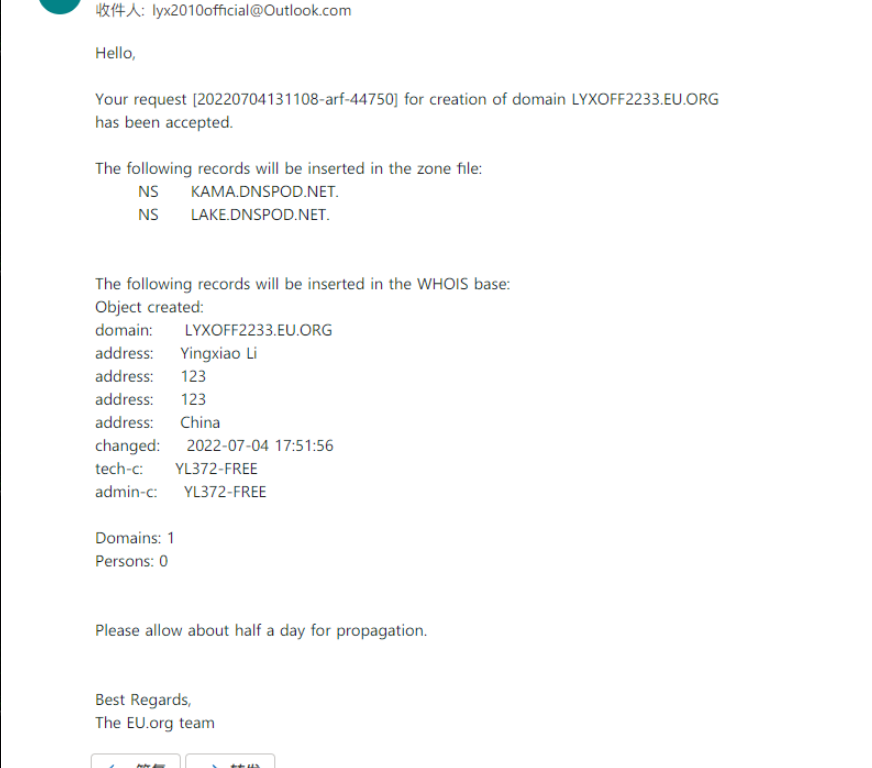 收件人: lyx2010official@Outlook.com
Hello,
Your request [20220704131108-arf-44750] for creation of domain LYXOFF2233.EU.ORG
has been accepted.
The following records will be inserted in the zone file:
NS KAMA.DNSPOD.NET.
NS LAKE.DNSPOD.NET.
The following records will be inserted in the WHOIS base:
Object created:
domain: LYXOFF2233.EU.ORG
address: Yingxiao Li
address: 123
address: 123
address: China
changed: 2022-07-04 17:51:56
tech-c: YL372-FREE
admin-c: YL372-FREE
Domains: 1
Persons: 0
Please allow about half a day for propagation.
Best Regards,
The EU.org team